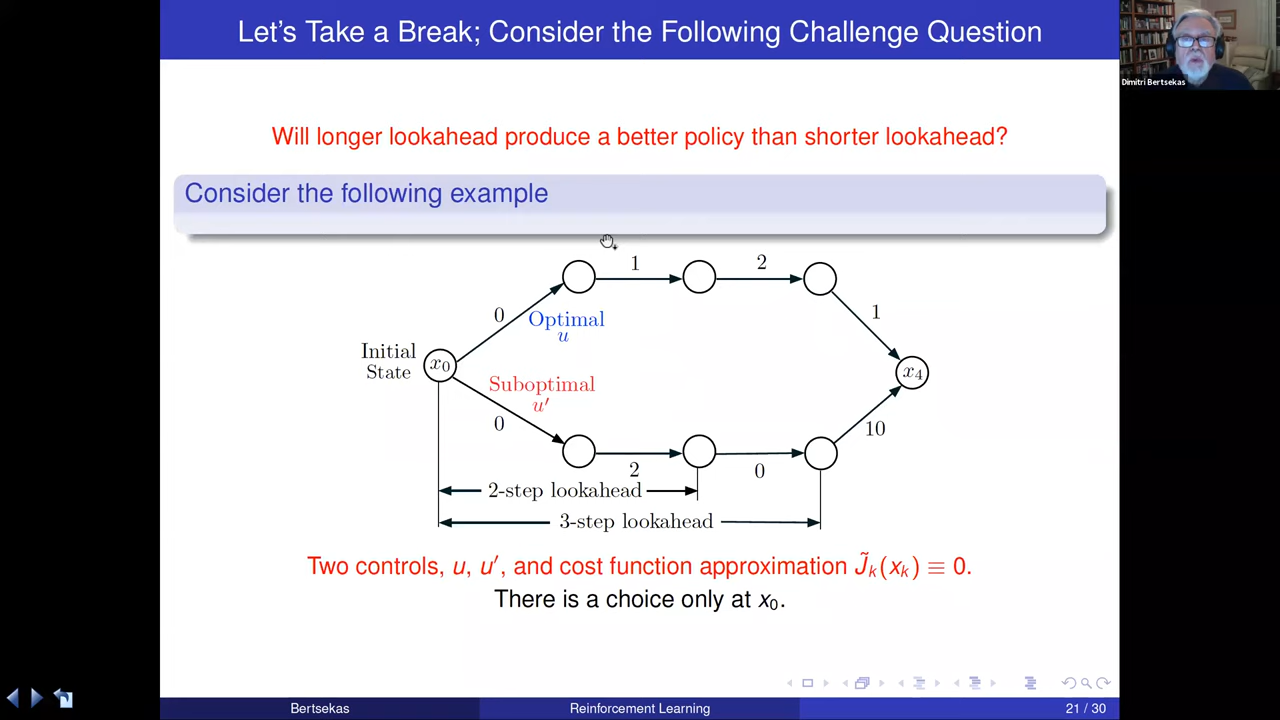 Let's Take a Break; Consider the Following Challenge Question
Dimitri Bertsekas
Will longer lookahead produce a better policy than shorter lookahead?
Consider the following example
1
2
0
Optimal
u
1
Initial
State
x₀
x₄
Suboptimal
u′
0
10
2
0
2-step lookahead
3-step lookahead
Two controls, u, u′, and cost function approximation J̃ₖ(xₖ) ≡ 0.
There is a choice only at x₀.
Bertsekas
Reinforcement Learning
21 / 30